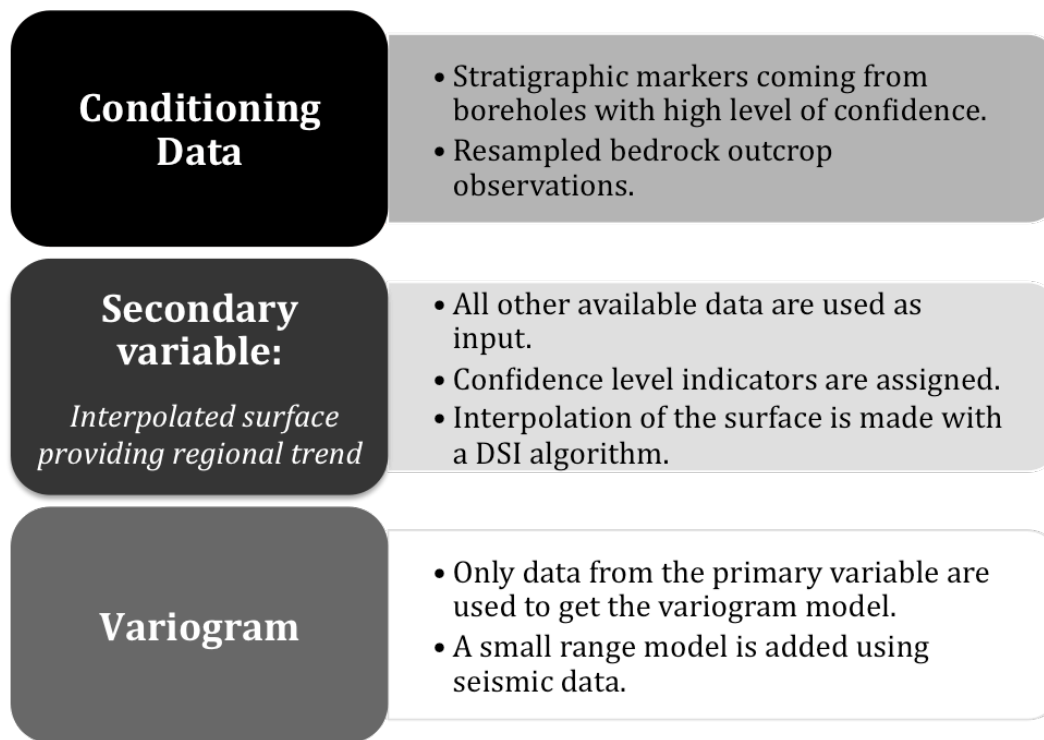 Conditioning
Data
• Stratigraphic markers coming from
boreholes with high level of confidence.
• Resampled bedrock outcrop
observations.
Secondary
variable:
Interpolated surface
providing regional trend
• All other available data are used as
input.
• Confidence level indicators are assigned.
• Interpolation of the surface is made with
a DSI algorithm.
Variogram
• Only data from the primary variable are
used to get the variogram model.
• A small range model is added using
seismic data.